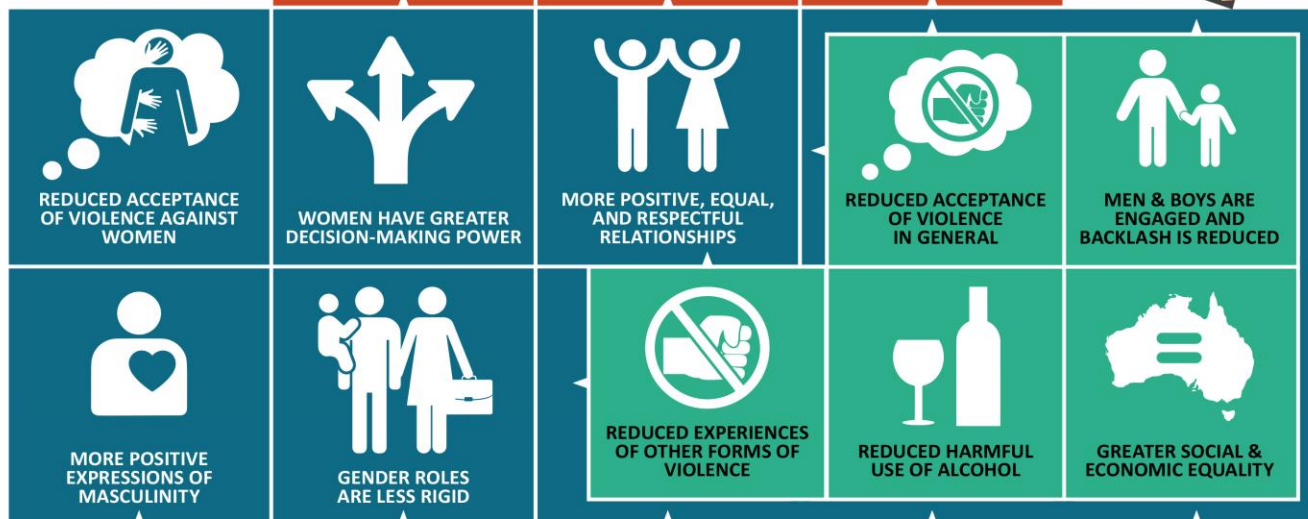 REDUCED ACCEPTANCE
OF VIOLENCE AGAINST
WOMEN
WOMEN HAVE GREATER
DECISION-MAKING POWER
MORE POSITIVE, EQUAL,
AND RESPECTFUL
RELATIONSHIPS
REDUCED ACCEPTANCE
OF VIOLENCE
IN GENERAL
MEN & BOYS ARE
ENGAGED AND
BACKLASH IS REDUCED
MORE POSITIVE
EXPRESSIONS OF
MASCULINITY
GENDER ROLES
ARE LESS RIGID
REDUCED EXPERIENCES
OF OTHER FORMS OF
VIOLENCE
REDUCED HARMFUL
USE OF ALCOHOL
GREATER SOCIAL &
ECONOMIC EQUALITY